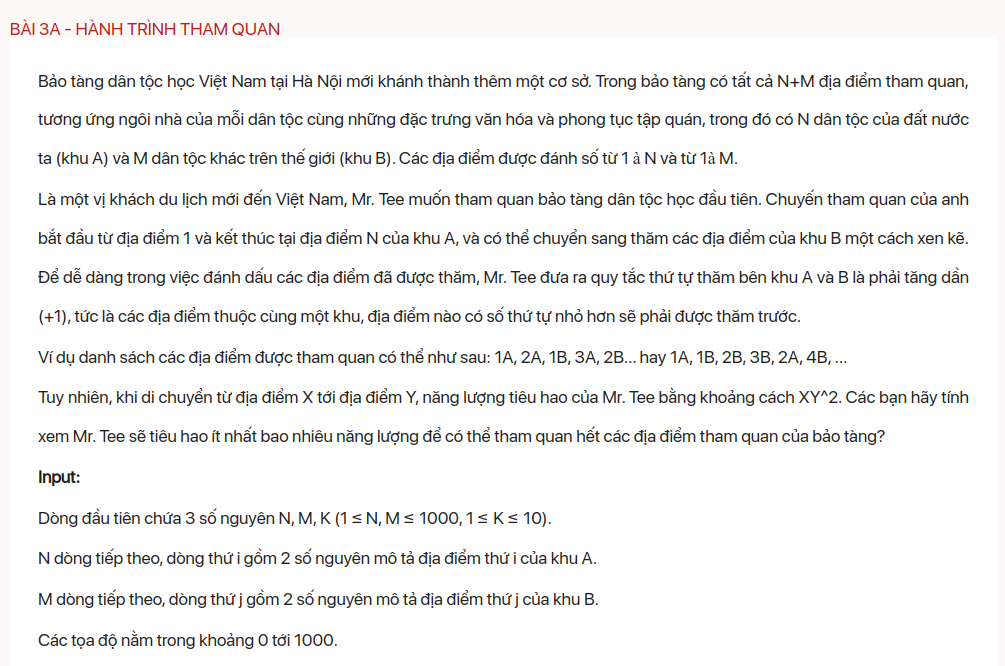 BÀI 3A - HÀNH TRÌNH THAM QUAN
Bảo tàng dân tộc học Việt Nam tại Hà Nội mới khánh thành thêm một cơ sở. Trong bảo tàng có tất cả N+M địa điểm tham quan,
tương ứng ngôi nhà của mỗi dân tộc cùng những đặc trưng văn hóa và phong tục tập quán, trong đó có N dân tộc của đất nước
ta (khu A) và M dân tộc khác trên thế giới (khu B). Các địa điểm được đánh số từ 1 à N và từ 1à M.
Là một vị khách du lịch mới đến Việt Nam, Mr. Tee muốn tham quan bảo tàng dân tộc học đầu tiên. Chuyến tham quan của anh
bắt đầu từ địa điểm 1 và kết thúc tại địa điểm N của khu A, và có thể chuyển sang thăm các địa điểm của khu B một cách xen kẽ.
Để dễ dàng trong việc đánh dấu các địa điểm đã được thăm, Mr. Tee đưa ra quy tắc thứ tự thăm bên khu A và B là phải tăng dần
(+1), tức là các địa điểm thuộc cùng một khu, địa điểm nào có số thứ tự nhỏ hơn sẽ phải được thăm trước.
Ví dụ danh sách các địa điểm được tham quan có thể như sau: 1A, 2A, 1B, 3A, 2B... hay 1A, 1B, 2B, 3B, 2A, 4B, ...
Tuy nhiên, khi di chuyển từ địa điểm X tới địa điểm Y, năng lượng tiêu hao của Mr. Tee bằng khoảng cách XY^2. Các bạn hãy tính
xem Mr. Tee sẽ tiêu hao ít nhất bao nhiêu năng lượng để có thể tham quan hết các địa điểm tham quan của bảo tàng?
Input:
Dòng đầu tiên chứa 3 số nguyên N, M, K (1 ≤ N, M ≤ 1000, 1 ≤ K ≤ 10).
N dòng tiếp theo, dòng thứ i gồm 2 số nguyên mô tả địa điểm thứ i của khu A.
M dòng tiếp theo, dòng thứ j gồm 2 số nguyên mô tả địa điểm thứ j của khu B.
Các tọa độ nằm trong khoảng 0 tới 1000.